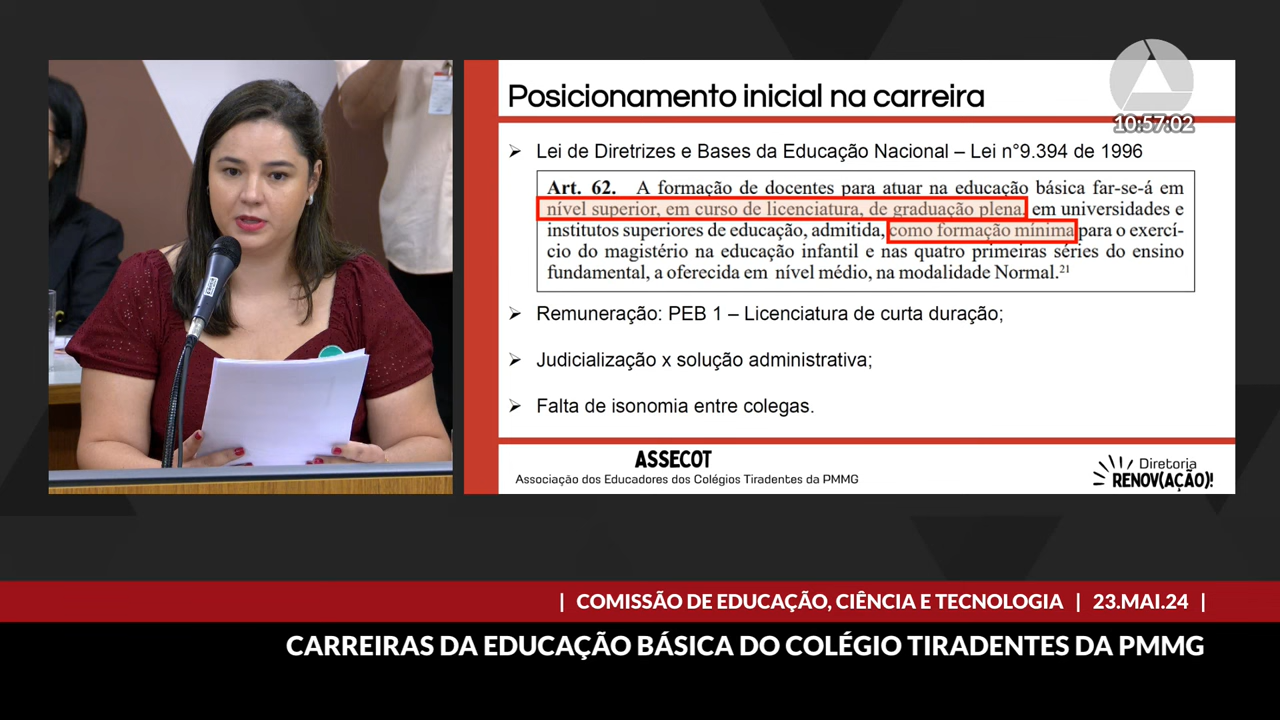 Posicionamento inicial na carreira
10:57:02
➢ Lei de Diretrizes e Bases da Educação Nacional – Lei n°9.394 de 1996
Art. 62. A formação de docentes para atuar na educação básica far-se-á em
nível superior, em curso de licenciatura, de graduação plena, em universidades e
institutos superiores de educação, admitida, como formação mínima para o exercí-
cio do magistério na educação infantil e nas quatro primeiras séries do ensino
fundamental, a oferecida em nível médio, na modalidade Normal.²¹
➢ Remuneração: PEB 1 – Licenciatura de curta duração;
➢ Judicialização x solução administrativa;
➢ Falta de isonomia entre colegas.
ASSECOT
Associação dos Educadores dos Colégios Tiradentes da PMMG
Diretoria
RENOV(AÇÃO)!
| COMISSÃO DE EDUCAÇÃO, CIÊNCIA E TECNOLOGIA | 23.MAI.24 |
CARREIRAS DA EDUCAÇÃO BÁSICA DO COLÉGIO TIRADENTES DA PMMG